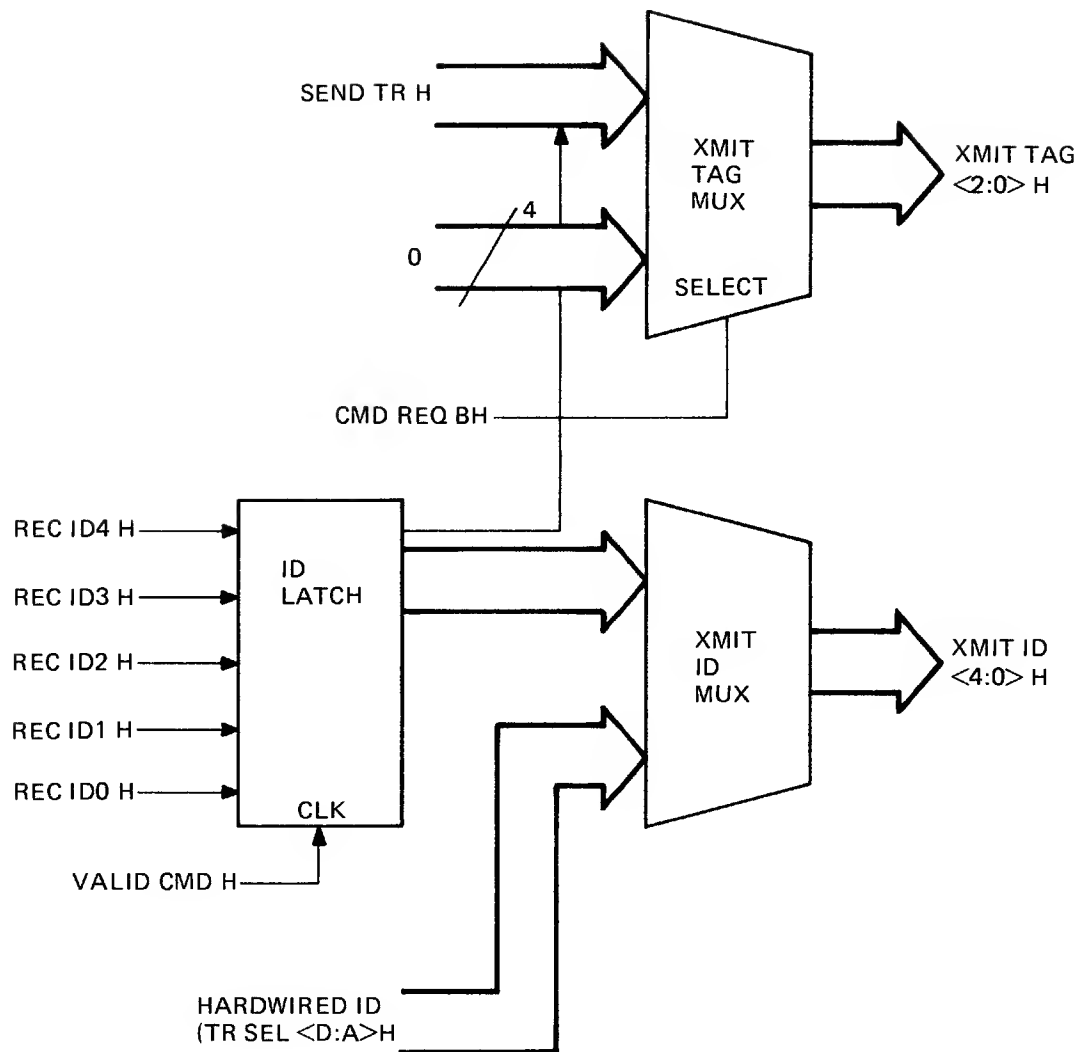 SEND TR H
XMIT
TAG
MUX
SELECT
XMIT TAG
<2:0> H
4
0
CMD REQ BH
REC ID4 H
REC ID3 H
REC ID2 H
REC ID1 H
REC ID0 H
ID
LATCH
CLK
VALID CMD H
XMIT
ID
MUX
XMIT ID
<4:0> H
HARDWIRED ID
(TR SEL <D:A>H